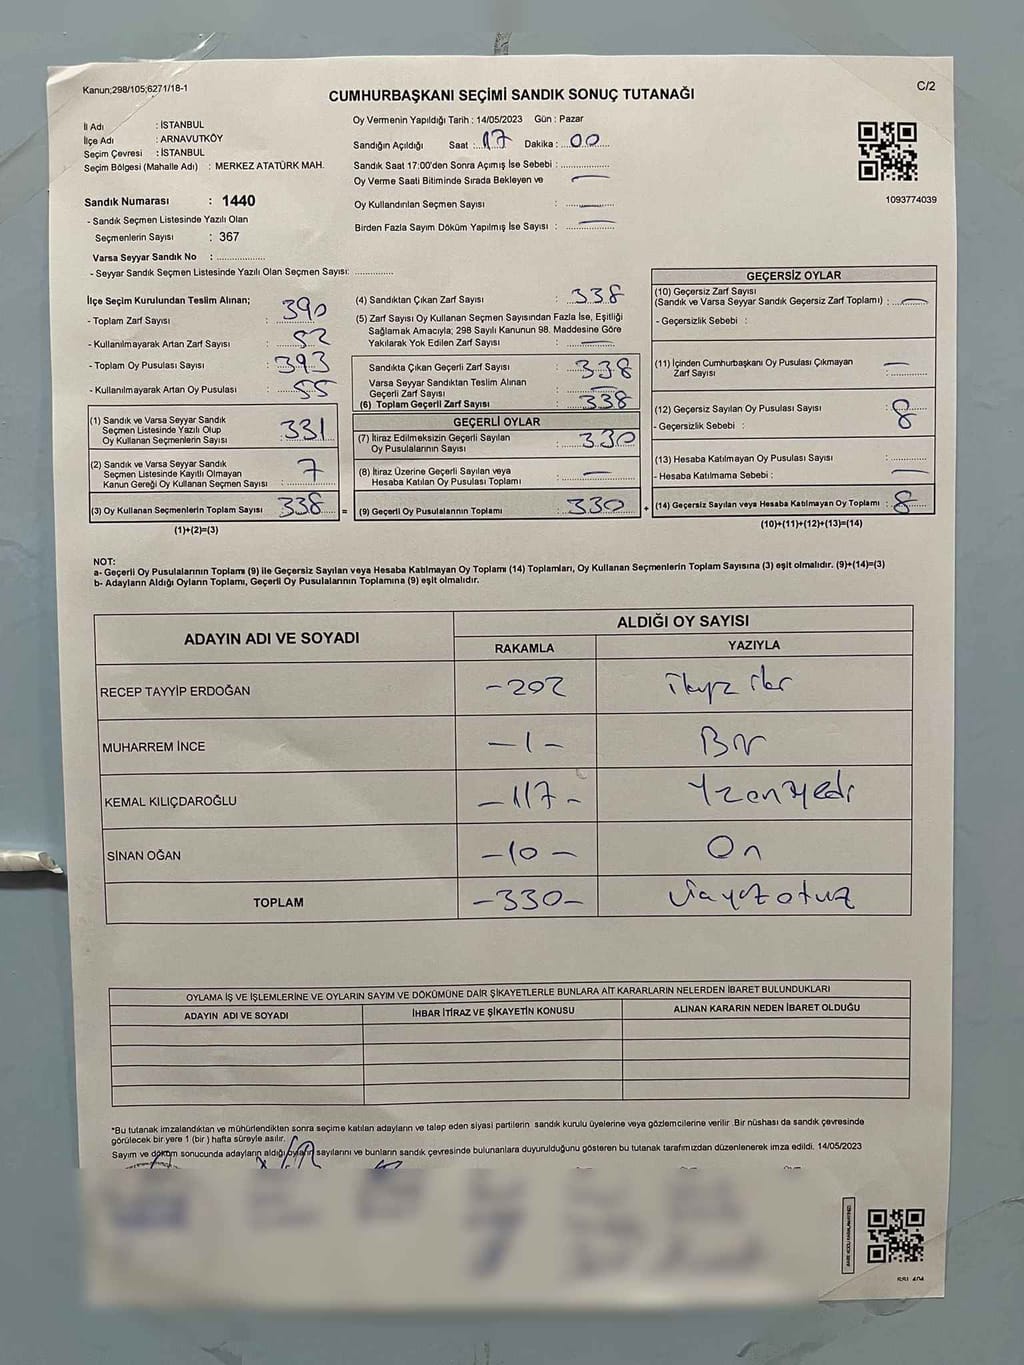 Kanun;298/105;6271/18-1
C/2
CUMHURBAŞKANI SEÇİMİ SANDIK SONUÇ TUTANAĞI
İl Adı : İSTANBUL
İlçe Adı : ARNAVUTKÖY
Seçim Çevresi : İSTANBUL
Seçim Bölgesi (Mahalle Adı) : MERKEZ ATATÜRK MAH.
Oy Vermenin Yapıldığı Tarih : 14/05/2023 Gün : Pazar
Sandığın Açıldığı Saat : 17 Dakika : 00
Sandık Saat 17:00'den Sonra Açımış İse Sebebi :
Oy Verme Saati Bitiminde Sırada Bekleyen ve
Oy Kullandırılan Seçmen Sayısı :
Birden Fazla Sayım Döküm Yapılmış İse Sayısı :
1093774039
Sandık Numarası : 1440
- Sandık Seçmen Listesinde Yazılı Olan
Seçmenlerin Sayısı : 367
Varsa Seyyar Sandık No :
- Seyyar Sandık Seçmen Listesinde Yazılı Olan Seçmen Sayısı:
İlçe Seçim Kurulundan Teslim Alınan;
- Toplam Zarf Sayısı : 390
- Kullanılmayarak Artan Zarf Sayısı : 52
- Toplam Oy Pusulası Sayısı : 393
- Kullanılmayarak Artan Oy Pusulası : 55
(1) Sandık ve Varsa Seyyar Sandık
Seçmen Listesinde Yazılı Olup
Oy Kullanan Seçmenlerin Sayısı : 331
(2) Sandık ve Varsa Seyyar Sandık
Seçmen Listesinde Kayıtlı Olmayan
Kanun Gereği Oy Kullanan Seçmen Sayısı : 7
(3) Oy Kullanan Seçmenlerin Toplam Sayısı : 338 =
(1)+(2)=(3)
(4) Sandıktan Çıkan Zarf Sayısı : 338
(5) Zarf Sayısı Oy Kullanan Seçmen Sayısından Fazla İse, Eşitliği
Sağlamak Amacıyla; 298 Sayılı Kanunun 98. Maddesine Göre
Yakılarak Yok Edilen Zarf Sayısı :
Sandıkta Çıkan Geçerli Zarf Sayısı : 338
Varsa Seyyar Sandıktan Teslim Alınan
Geçerli Zarf Sayısı :
(6) Toplam Geçerli Zarf Sayısı : 338
GEÇERLİ OYLAR
(7) İtiraz Edilmeksizin Geçerli Sayılan
Oy Pusulalarının Sayısı : 330
(8) İtiraz Üzerine Geçerli Sayılan veya
Hesaba Katılan Oy Pusulası Toplamı :
(9) Geçerli Oy Pusulalarının Toplamı : 330 +
GEÇERSİZ OYLAR
(10) Geçersiz Zarf Sayısı
(Sandık ve Varsa Seyyar Sandık Geçersiz Zarf Toplamı) :
- Geçersizlik Sebebi :
(11) İçinden Cumhurbaşkanı Oy Pusulası Çıkmayan
Zarf Sayısı :
(12) Geçersiz Sayılan Oy Pusulası Sayısı : 8
- Geçersizlik Sebebi :
(13) Hesaba Katılmayan Oy Pusulası Sayısı :
- Hesaba Katılmama Sebebi :
(14) Geçersiz Sayılan veya Hesaba Katılmayan Oy Toplamı : 8
(10)+(11)+(12)+(13)=(14)
NOT:
a- Geçerli Oy Pusulalarının Toplamı (9) ile Geçersiz Sayılan veya Hesaba Katılmayan Oy Toplamı (14) Toplamları, Oy Kullanan Seçmenlerin Toplam Sayısına (3) eşit olmalıdır. (9)+(14)=(3)
b- Adayların Aldığı Oyların Toplamı, Geçerli Oy Pusulalarının Toplamına (9) eşit olmalıdır.
ADAYIN ADI VE SOYADI
ALDIĞI OY SAYISI
RAKAMLA YAZIYLA
RECEP TAYYİP ERDOĞAN -202 ikiyüz iki
MUHARREM İNCE -1- Bir
KEMAL KILIÇDAROĞLU -117- Yüzonyedi
SİNAN OĞAN -10- On
TOPLAM -330- üçyüzotuz
OYLAMA İŞ VE İŞLEMLERİNE VE OYLARIN SAYIM VE DÖKÜMÜNE DAİR ŞİKAYETLERLE BUNLARA AİT KARARLARIN NELERDEN İBARET BULUNDUKLARI
ADAYIN ADI VE SOYADI İHBAR İTİRAZ VE ŞİKAYETİN KONUSU ALINAN KARARIN NEDEN İBARET OLDUĞU
*Bu tutanak imzalandıktan ve mühürlendikten sonra seçime katılan adayların ve talep eden siyasi partilerin sandık kurulu üyelerine veya gözlemcilerine verilir .Bir nüshası da sandık çevresinde
görülecek bir yere 1 (bir ) hafta süreyle asılır.
Sayım ve döküm sonucunda adayların aldığı oyların sayılarını ve bunların sandık çevresinde bulunanlara duyurulduğunu gösteren bu tutanak tarafımızdan düzenlenerek imza edildi. 14/05/2023